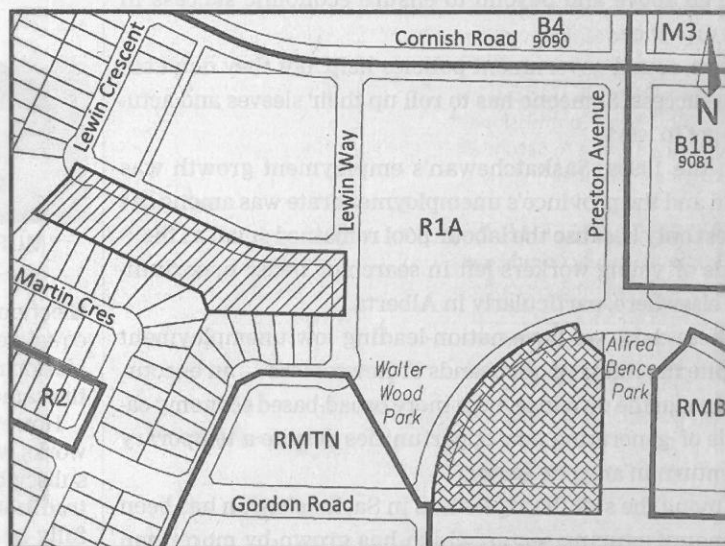 Cornish Road
B4
9090
M3
Lewin Crescent
N
B1B
9081
Preston Avenue
Lewin Way
R1A
Martin Cres
Walter
Wood
Park
Alfred
Bence
Park
R2
RMTN
RMB
Gordon Road